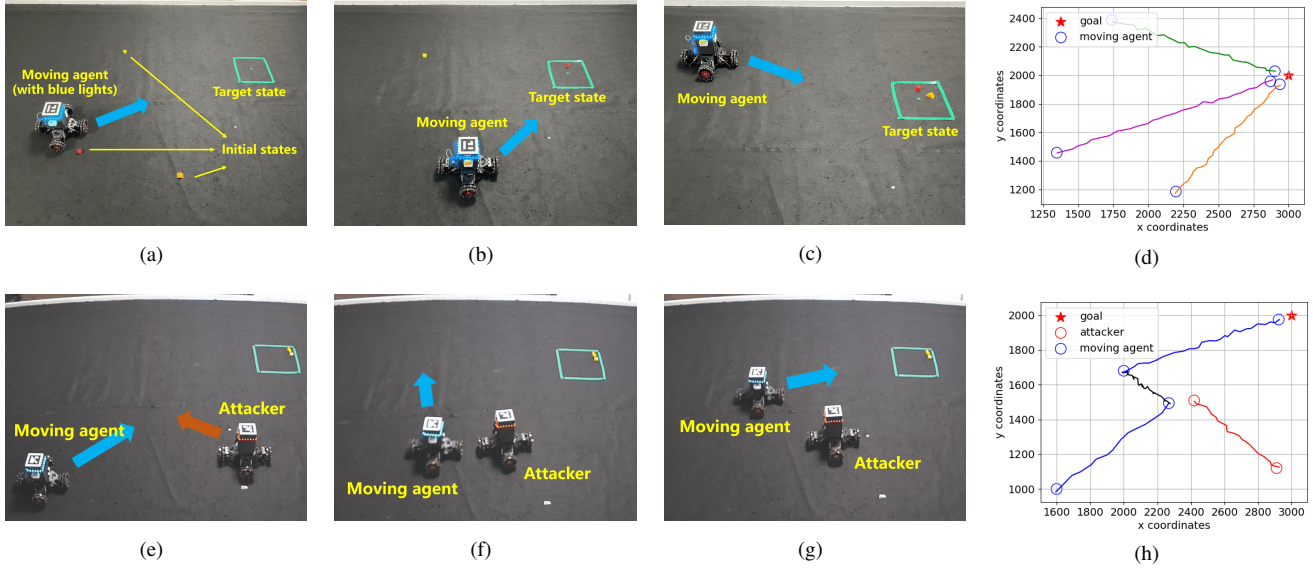 Moving agent
(with blue lights)
Target state
Initial states
(a)
Target state
Moving agent
(b)
Moving agent
Target state
(c)
goal
moving agent
2400
2200
2000
1800
1600
1400
1200
y coordinates
1250 1500 1750 2000 2250 2500 2750 3000
x coordinates
(d)
Moving agent
Attacker
(e)
Moving agent
Attacker
(f)
Moving agent
Attacker
(g)
goal
attacker
moving agent
2000
1800
1600
1400
1200
1000
y coordinates
1600 1800 2000 2200 2400 2600 2800 3000
x coordinates
(h)